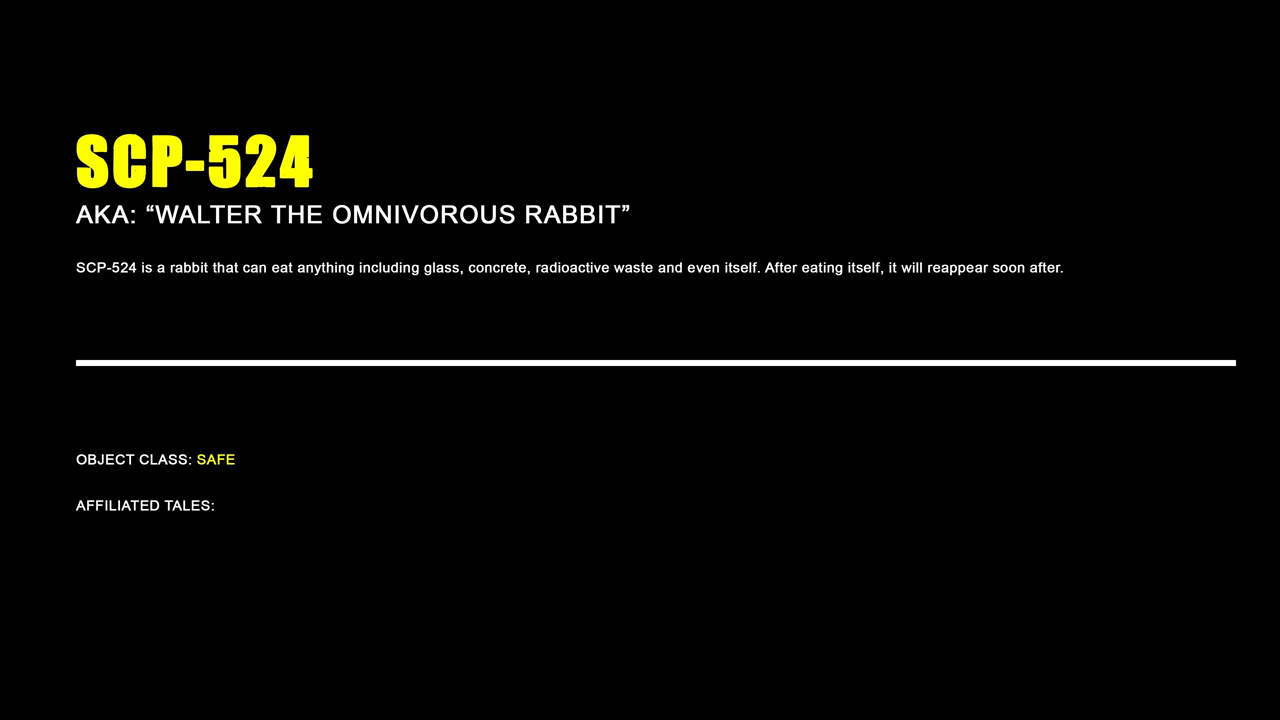 SCP-524
AKA: “WALTER THE OMNIVOROUS RABBIT”
SCP-524 is a rabbit that can eat anything including glass, concrete, radioactive waste and even itself. After eating itself, it will reappear soon after.
OBJECT CLASS: SAFE
AFFILIATED TALES: